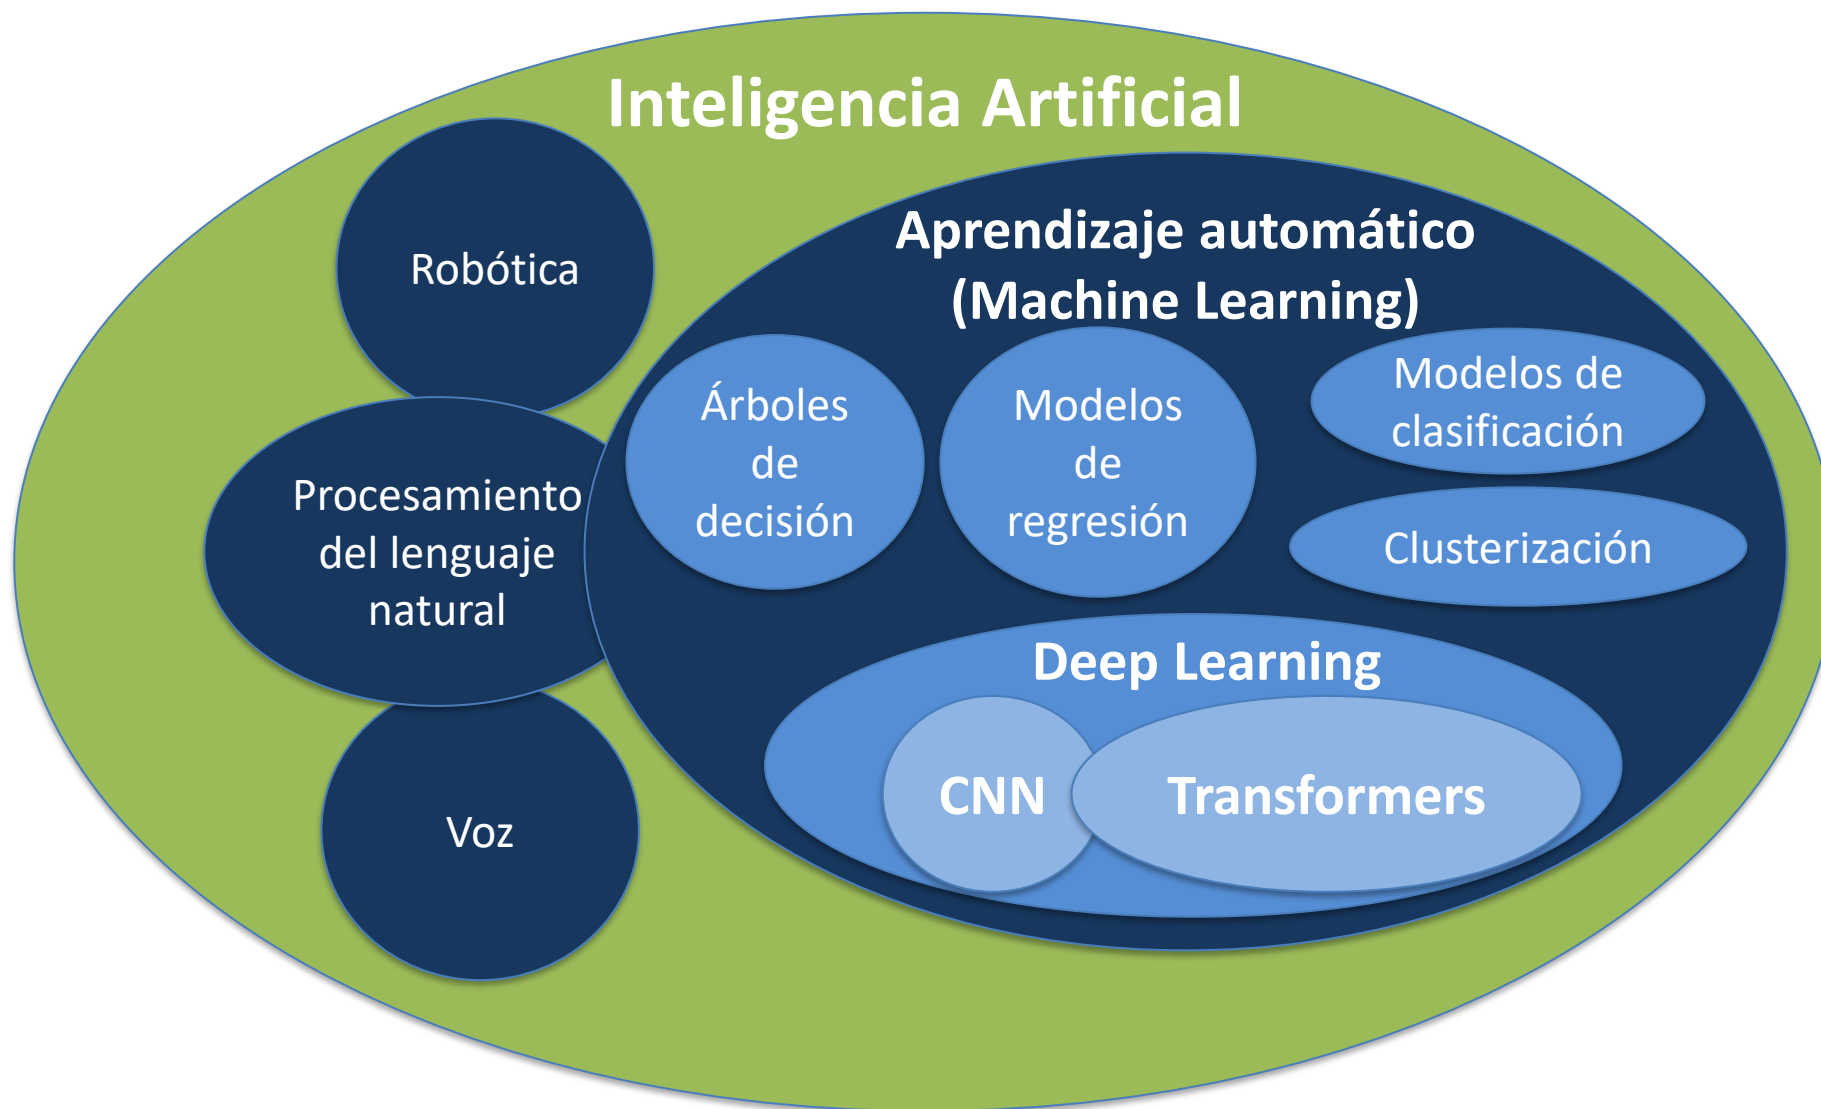 Inteligencia Artificial
Robótica
Procesamiento
del lenguaje
natural
Voz
Aprendizaje automático
(Machine Learning)
Árboles
de
decisión
Modelos
de
regresión
Modelos de
clasificación
Clusterización
Deep Learning
CNN
Transformers